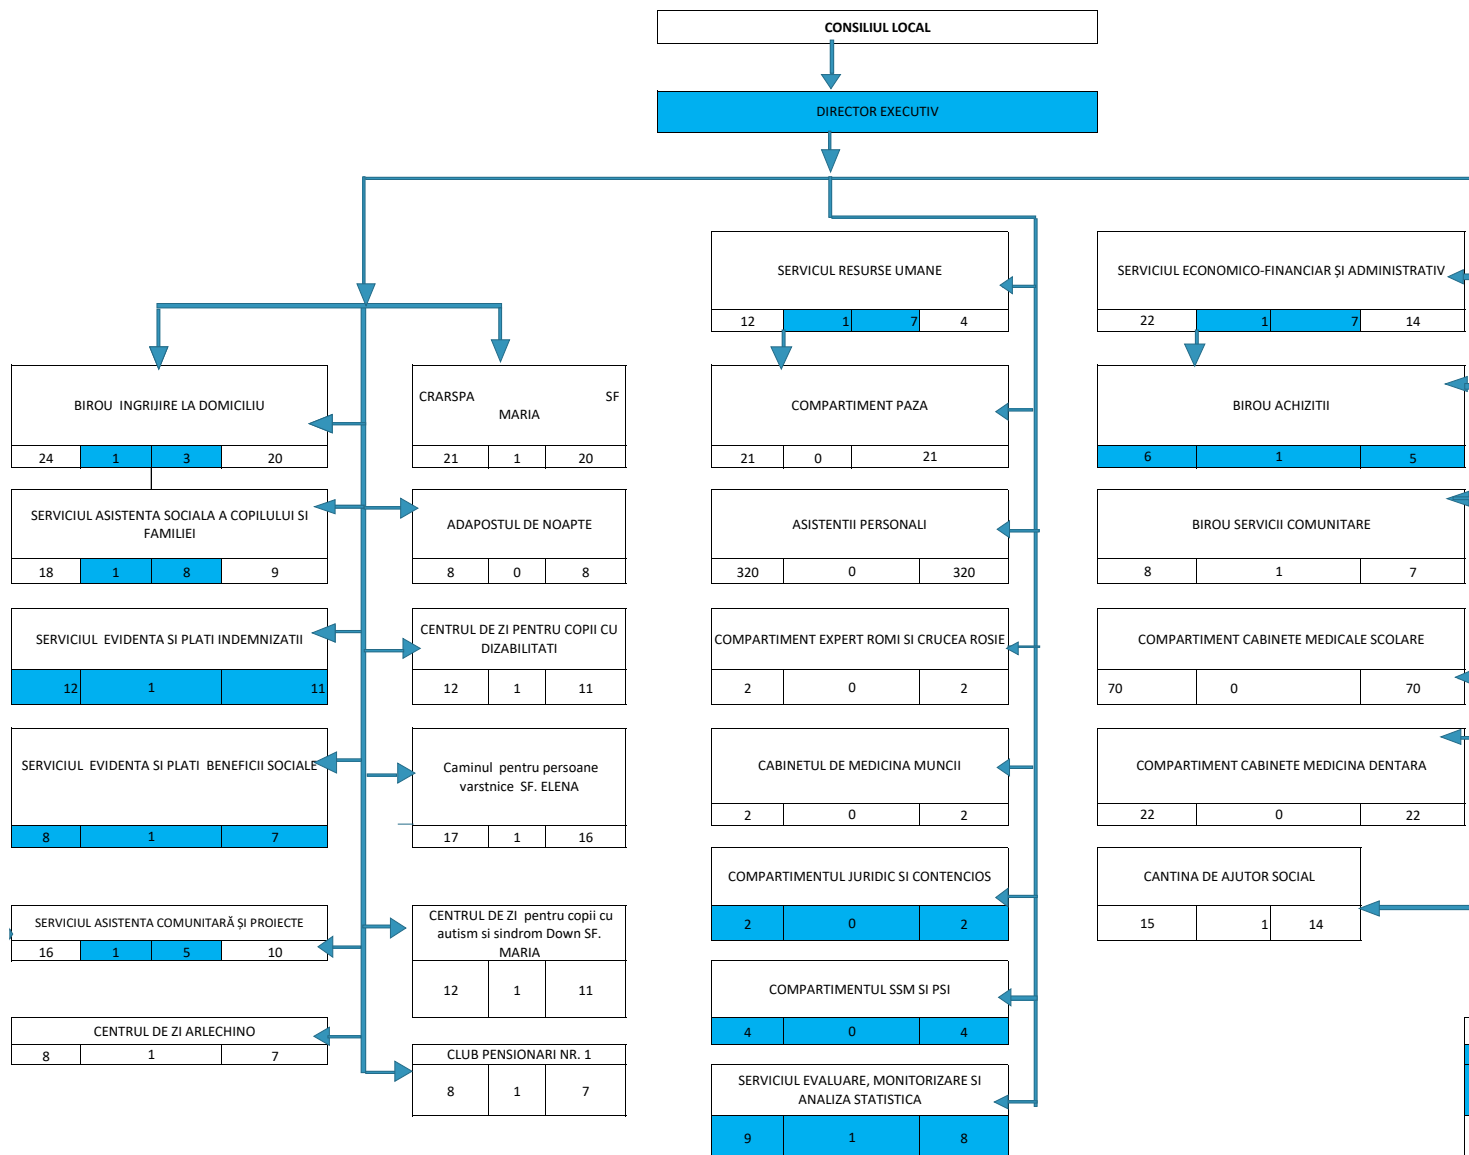 CONSILIUL LOCAL
DIRECTOR EXECUTIV
SERVICUL RESURSE UMANE
12 1 7 4
SERVICIUL ECONOMICO-FINANCIAR ȘI ADMINISTRATIV
22 1 7 14
BIROU INGRIJIRE LA DOMICILIU
24 1 3 20
CRARSPA SF
MARIA
21 1 20
COMPARTIMENT PAZA
21 0 21
BIROU ACHIZITII
6 1 5
SERVICIUL ASISTENTA SOCIALA A COPILULUI SI
FAMILIEI
18 1 8 9
ADAPOSTUL DE NOAPTE
8 0 8
ASISTENTII PERSONALI
320 0 320
BIROU SERVICII COMUNITARE
8 1 7
SERVICIUL EVIDENTA SI PLATI INDEMNIZATII
12 1 11
CENTRUL DE ZI PENTRU COPII CU
DIZABILITATI
12 1 11
COMPARTIMENT EXPERT ROMI SI CRUCEA ROSIE
2 0 2
COMPARTIMENT CABINETE MEDICALE SCOLARE
70 0 70
SERVICIUL EVIDENTA SI PLATI BENEFICII SOCIALE
8 1 7
Caminul pentru persoane
varstnice SF. ELENA
17 1 16
CABINETUL DE MEDICINA MUNCII
2 0 2
COMPARTIMENT CABINETE MEDICINA DENTARA
22 0 22
SERVICIUL ASISTENTA COMUNITARĂ ȘI PROIECTE
16 1 5 10
CENTRUL DE ZI pentru copii cu
autism si sindrom Down SF.
MARIA
12 1 11
COMPARTIMENTUL JURIDIC SI CONTENCIOS
2 0 2
CANTINA DE AJUTOR SOCIAL
15 1 14
COMPARTIMENTUL SSM SI PSI
4 0 4
CENTRUL DE ZI ARLECHINO
8 1 7
CLUB PENSIONARI NR. 1
8 1 7
SERVICIUL EVALUARE, MONITORIZARE SI
ANALIZA STATISTICA
9 1 8